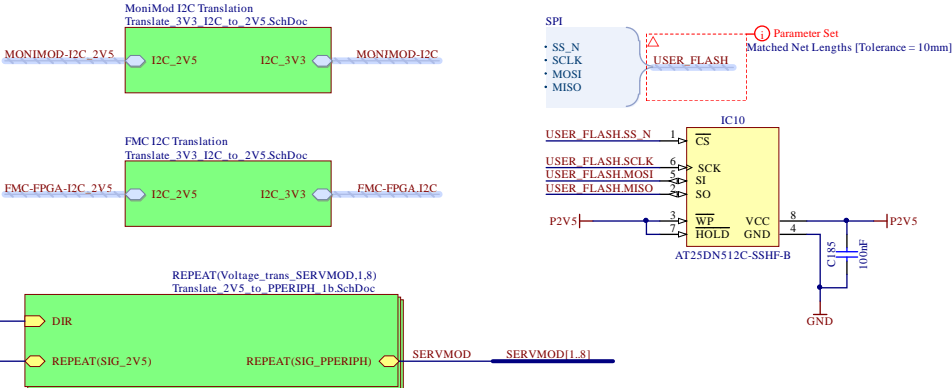 MoniMod I2C Translation
Translate_3V3_I2C_to_2V5.SchDoc
MONIMOD-I2C_2V5
I2C_2V5
I2C_3V3
MONIMOD-I2C
FMC I2C Translation
Translate_3V3_I2C_to_2V5.SchDoc
FMC-FPGA-I2C_2V5
I2C_2V5
I2C_3V3
FMC-FPGA.I2C
REPEAT(Voltage_trans_SERVMOD,1,8)
Translate_2V5_to_PPERIPH_1b.SchDoc
DIR
REPEAT(SIG_2V5)
REPEAT(SIG_PPERIPH)
SERVMOD
SERVMOD[1..8]
SPI
• SS_N
• SCLK
• MOSI
• MISO
USER_FLASH
i Parameter Set
Matched Net Lengths [Tolerance = 10mm]
IC10
USER_FLASH.SS_N 1 CS
USER_FLASH.SCLK 6 SCK
USER_FLASH.MOSI 5 SI
USER_FLASH.MISO 2 SO
P2V5 3 WP VCC 8 P2V5
7 HOLD GND 4
AT25DN512C-SSHF-B
C185
100nF
GND